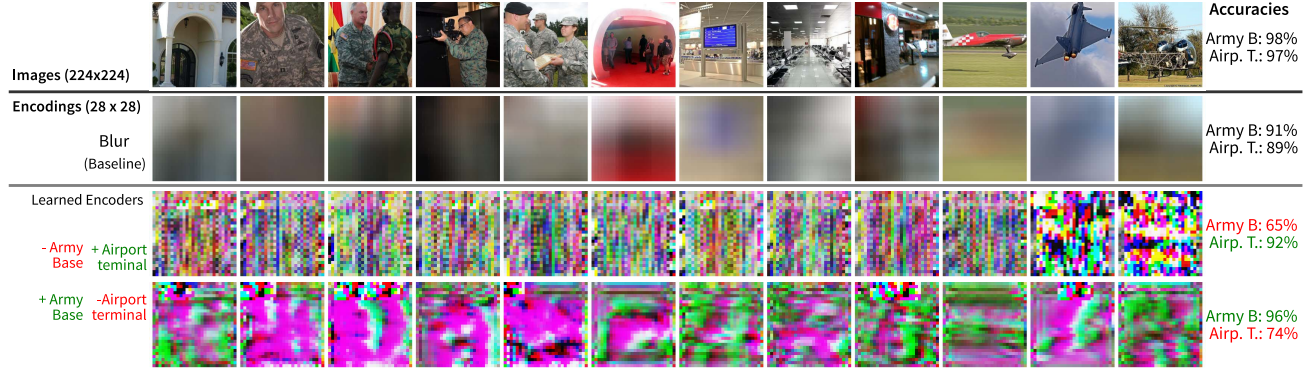 Accuracies
Army B: 98%
Airp. T.: 97%
Images (224x224)
Encodings (28 x 28)
Blur
(Baseline)
Army B: 91%
Airp. T.: 89%
Learned Encoders
- Army + Airport
Base teminal
Army B: 65%
Airp. T.: 92%
+ Army -Airport
Base terminal
Army B: 96%
Airp. T.: 74%